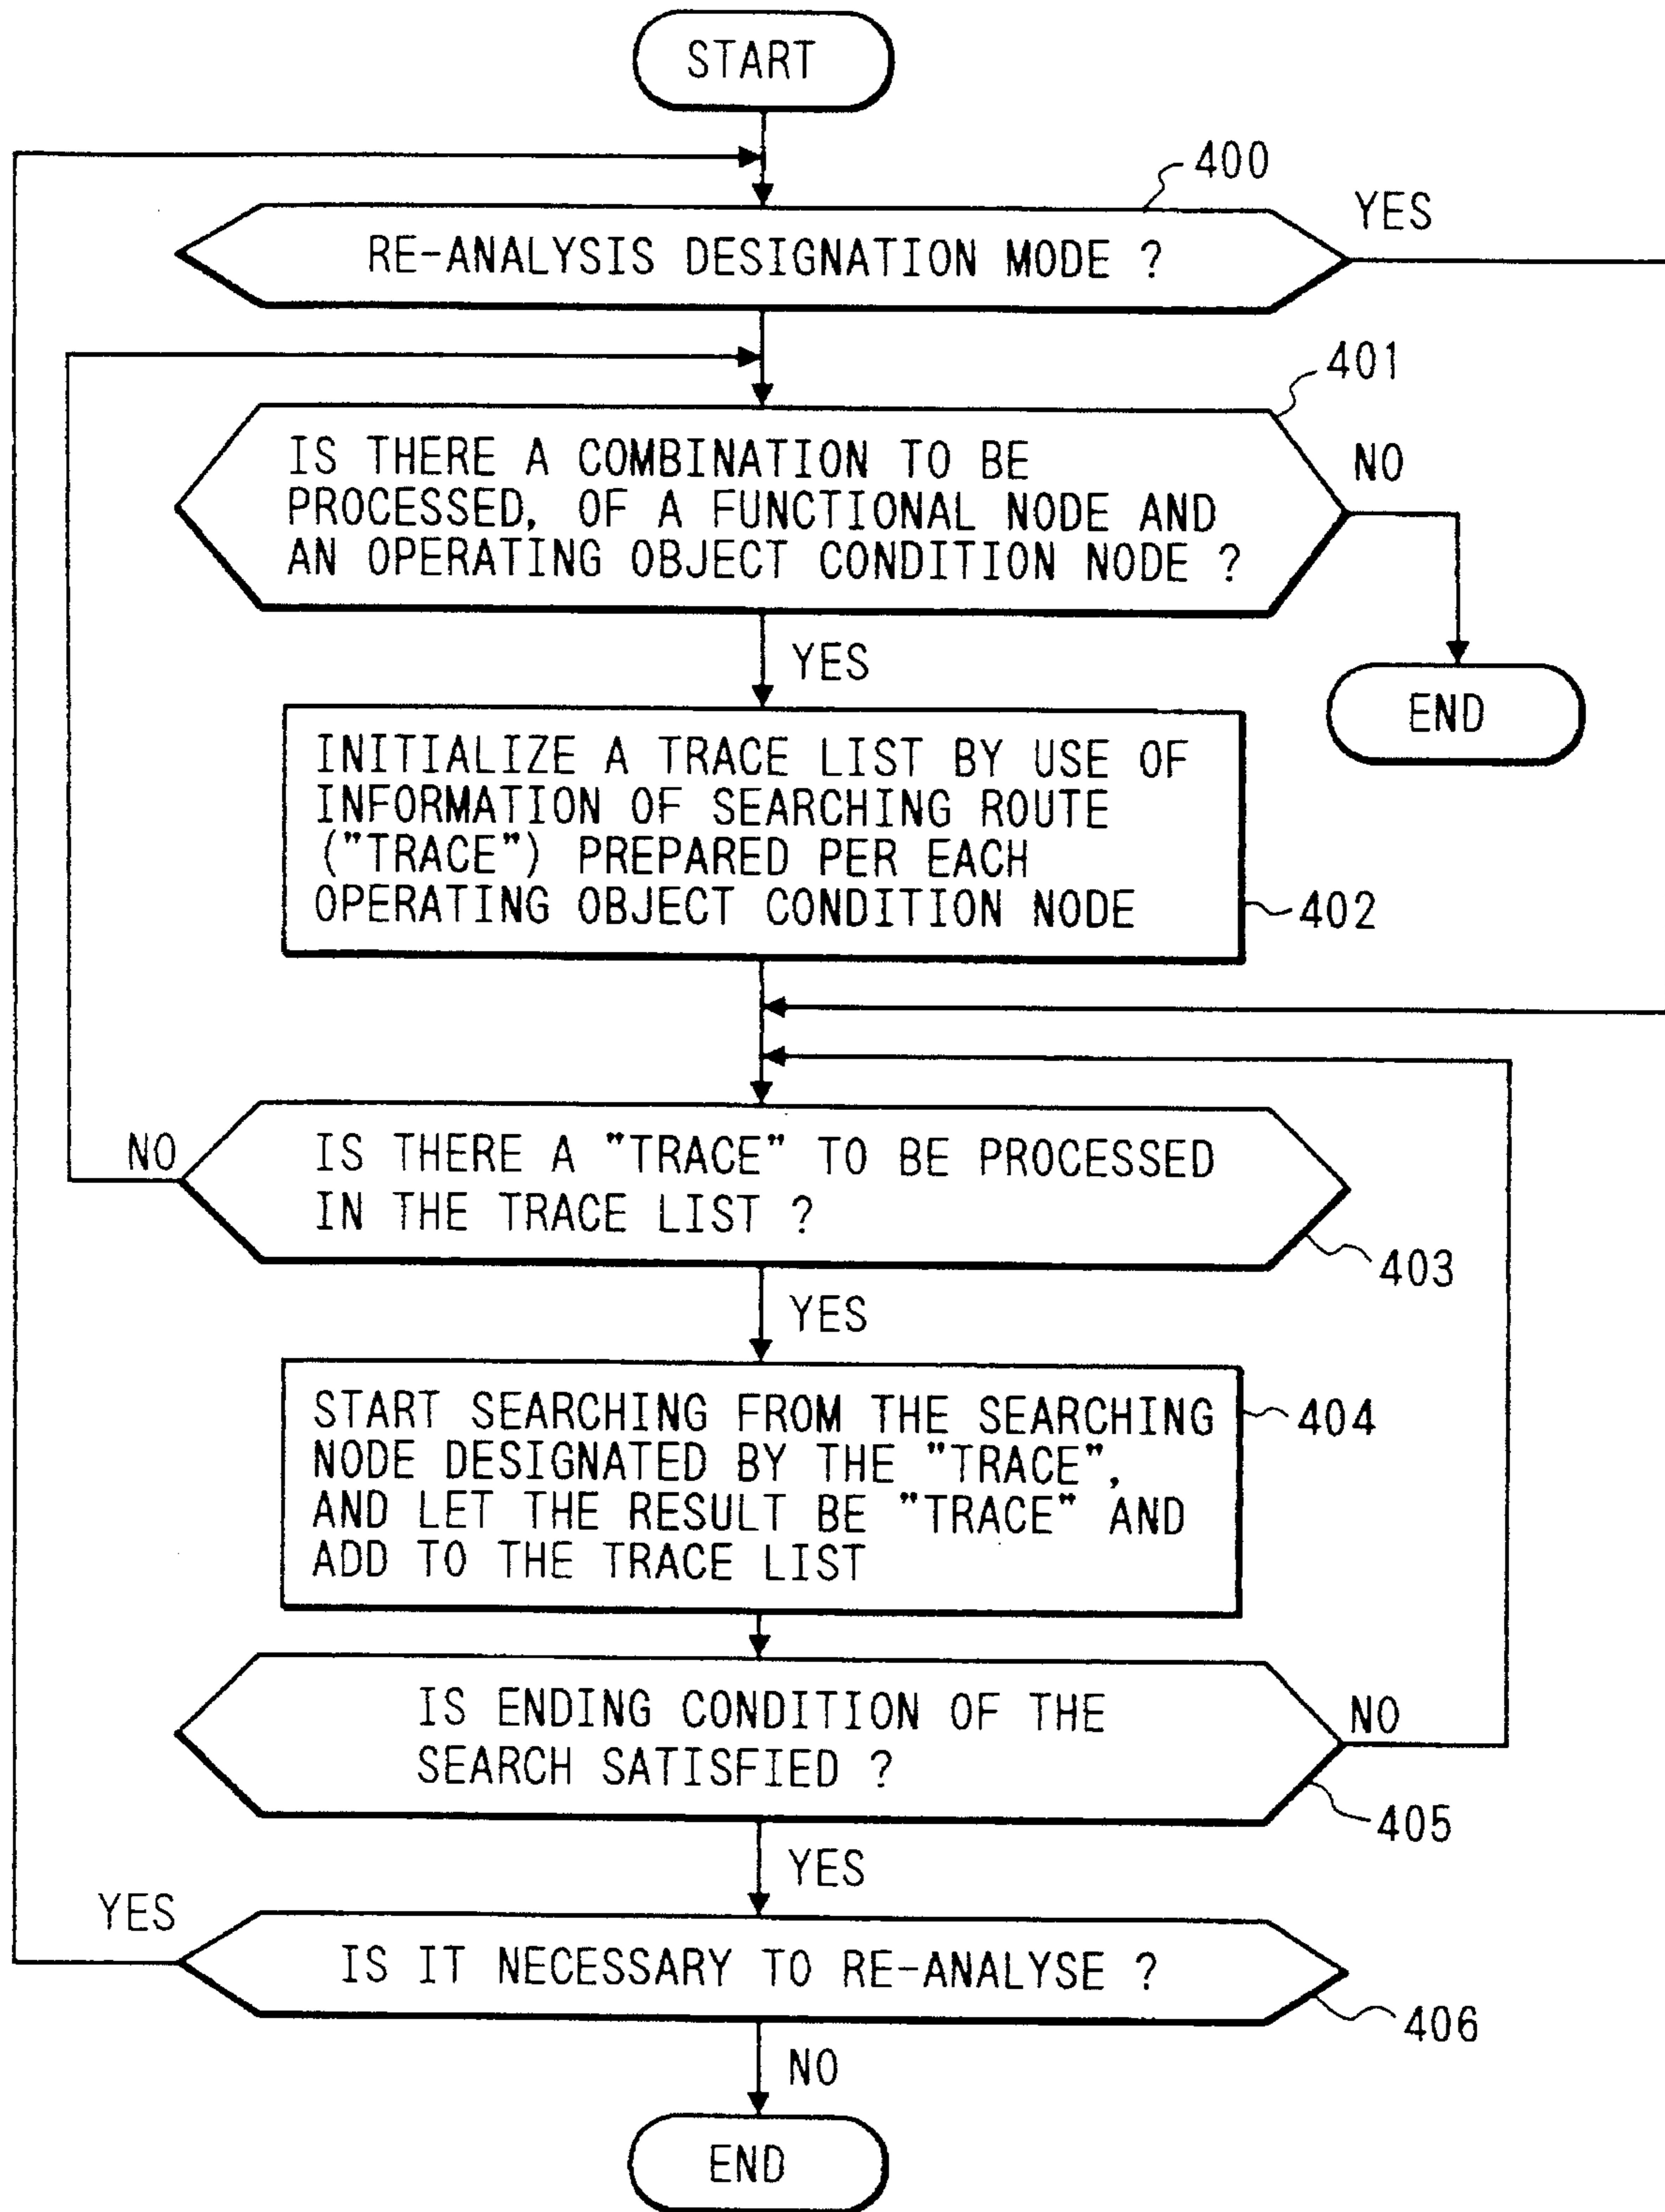 START
400
YES
RE-ANALYSIS DESIGNATION MODE ?
401
IS THERE A COMBINATION TO BE
PROCESSED, OF A FUNCTIONAL NODE AND
AN OPERATING OBJECT CONDITION NODE ?
NO
YES
END
INITIALIZE A TRACE LIST BY USE OF
INFORMATION OF SEARCHING ROUTE
("TRACE") PREPARED PER EACH
OPERATING OBJECT CONDITION NODE
402
NO
IS THERE A "TRACE" TO BE PROCESSED
IN THE TRACE LIST ?
403
YES
START SEARCHING FROM THE SEARCHING
NODE DESIGNATED BY THE "TRACE",
AND LET THE RESULT BE "TRACE" AND
ADD TO THE TRACE LIST
404
IS ENDING CONDITION OF THE
SEARCH SATISFIED ?
NO
405
YES
YES
IS IT NECESSARY TO RE-ANALYSE ?
406
NO
END